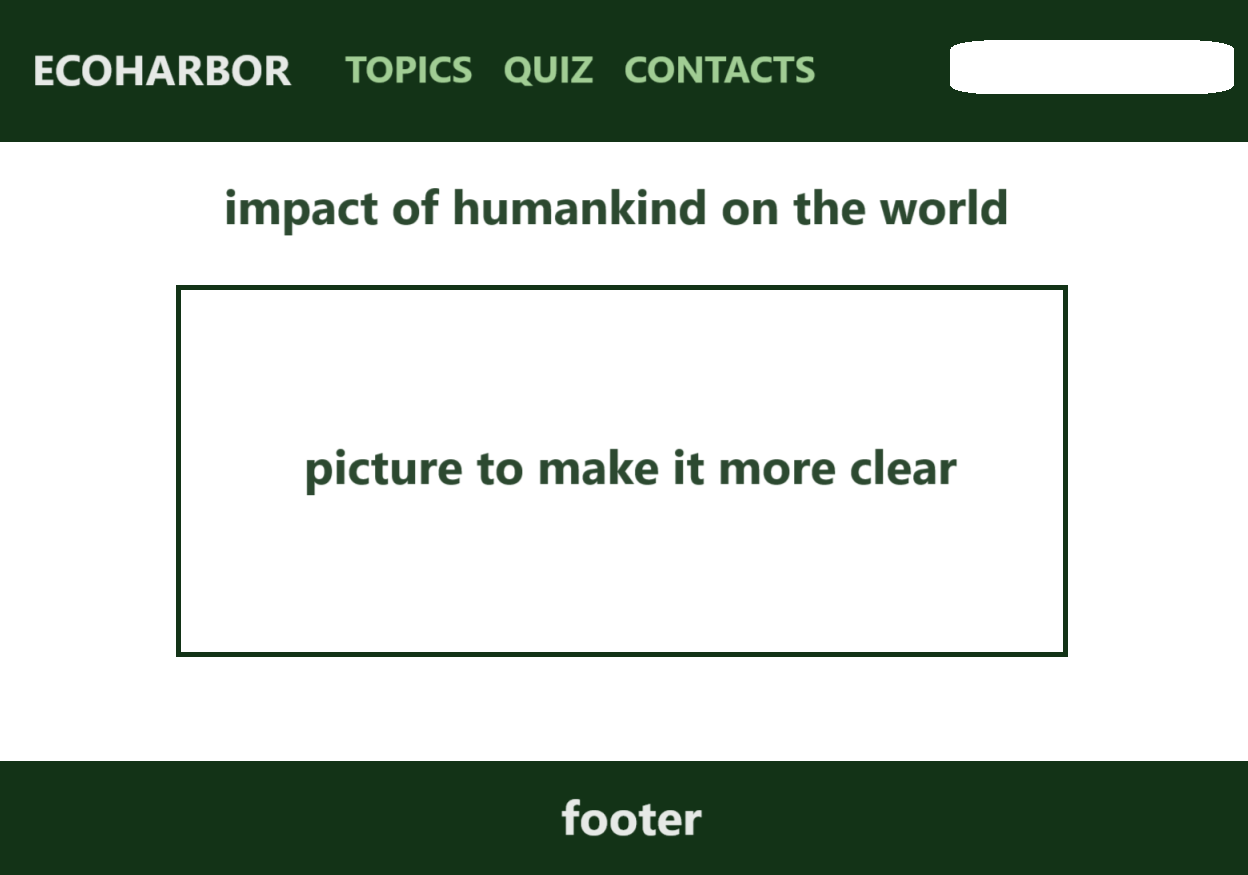 ECOHARBOR TOPICS QUIZ CONTACTS
impact of humankind on the world
picture to make it more clear
footer